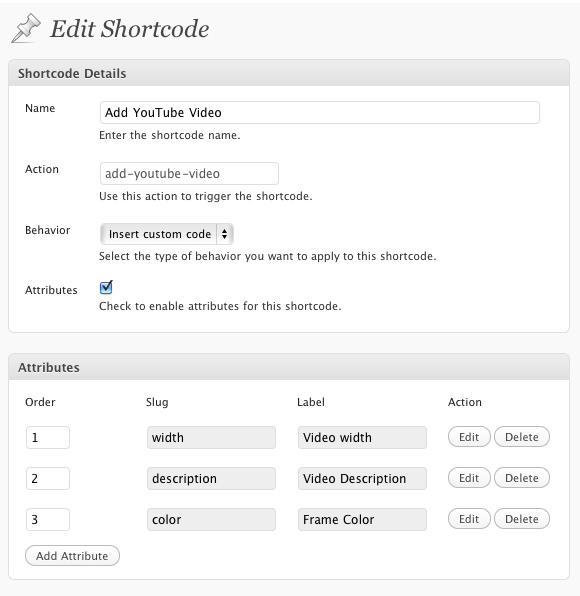 Edit Shortcode
Shortcode Details
Name
Add YouTube Video
Enter the shortcode name.
Action
add-youtube-video
Use this action to trigger the shortcode.
Behavior
Insert custom code
Select the type of behavior you want to apply to this shortcode.
Attributes
Check to enable attributes for this shortcode.
Attributes
Order Slug Label Action
1 width Video width Edit Delete
2 description Video Description Edit Delete
3 color Frame Color Edit Delete
Add Attribute